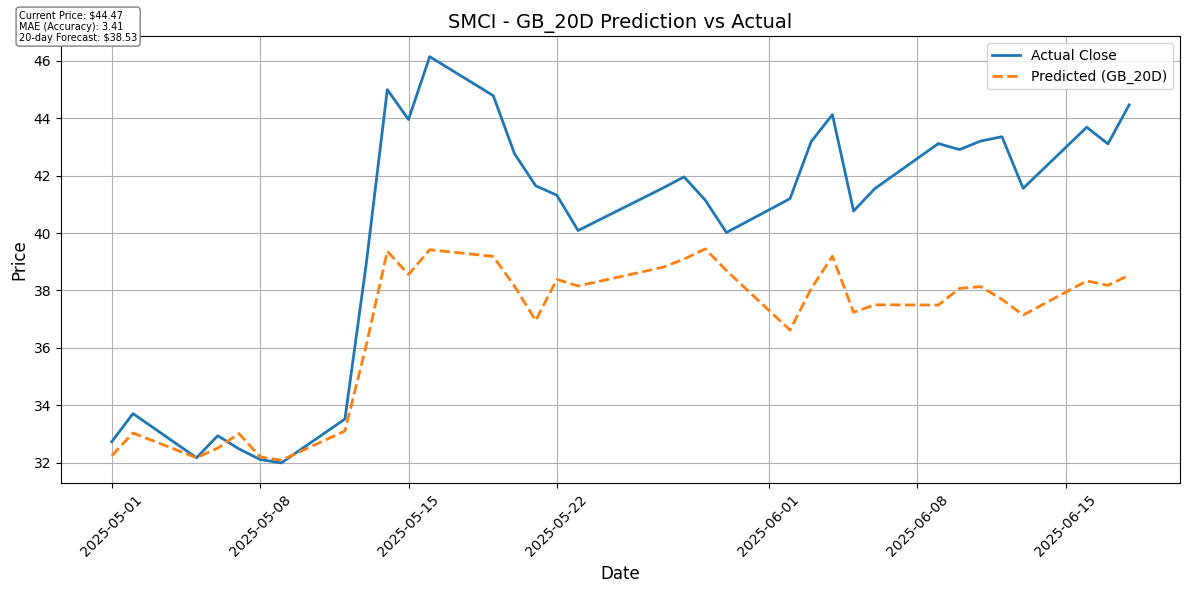 SMCI - GB_20D Prediction vs Actual
Current Price: $44.47
MAE (Accuracy): 3.41
20-day Forecast: $38.53
Actual Close
Predicted (GB_20D)
Price
46
44
42
40
38
36
34
32
2025-05-01
2025-05-08
2025-05-15
2025-05-22
2025-06-01
2025-06-08
2025-06-15
Date